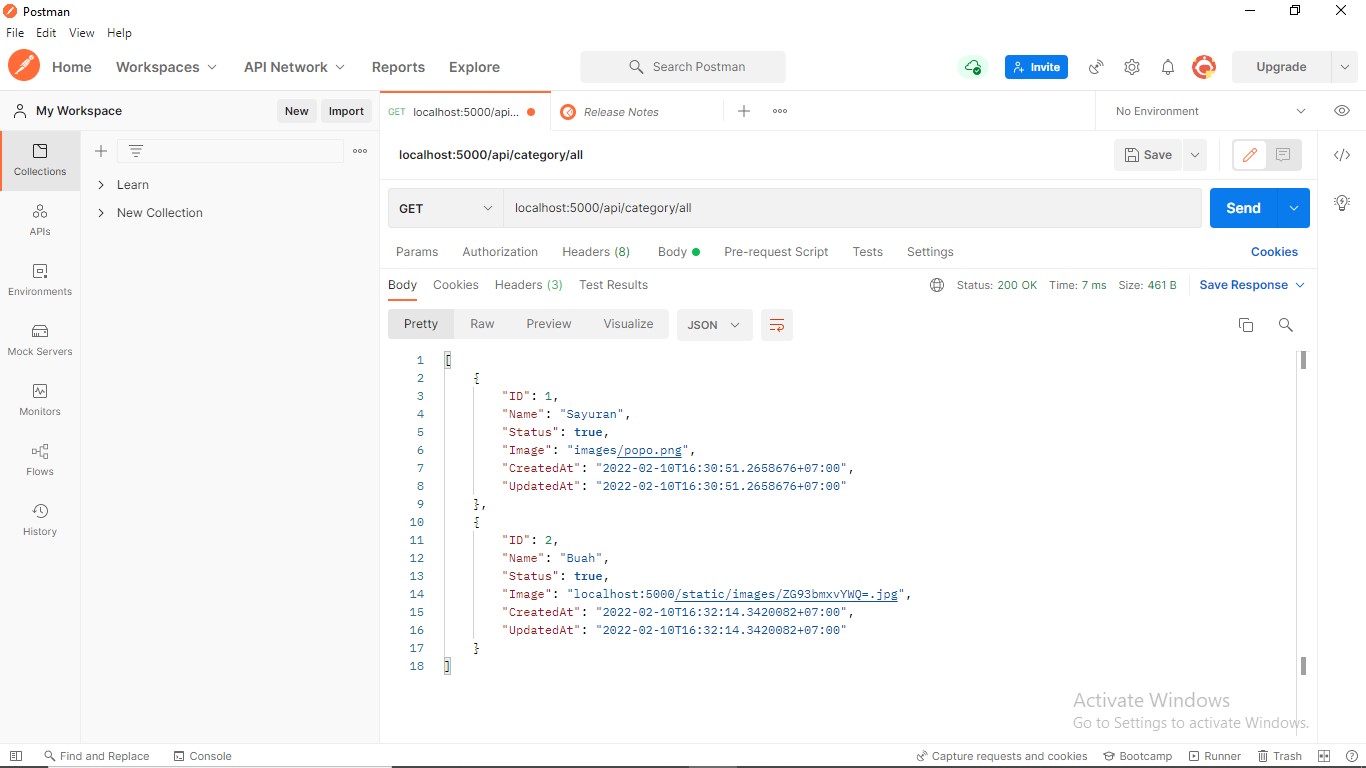 Postman
File Edit View Help
Home Workspaces API Network Reports Explore Search Postman Invite Upgrade
My Workspace New Import GET localhost:5000/api... Release Notes No Environment
Collections
APIs
Environments
Mock Servers
Monitors
Flows
History
Learn
New Collection
localhost:5000/api/category/all Save
GET localhost:5000/api/category/all Send
Params Authorization Headers (8) Body Pre-request Script Tests Settings Cookies
Body Cookies Headers (3) Test Results Status: 200 OK Time: 7 ms Size: 461 B Save Response
Pretty Raw Preview Visualize JSON
1 [
2 {
3 "ID": 1,
4 "Name": "Sayuran",
5 "Status": true,
6 "Image": "images/popo.png",
7 "CreatedAt": "2022-02-10T16:30:51.2658676+07:00",
8 "UpdatedAt": "2022-02-10T16:30:51.2658676+07:00"
9 },
10 {
11 "ID": 2,
12 "Name": "Buah",
13 "Status": true,
14 "Image": "localhost:5000/static/images/ZG93bmxvYWQ=.jpg",
15 "CreatedAt": "2022-02-10T16:32:14.3420082+07:00",
16 "UpdatedAt": "2022-02-10T16:32:14.3420082+07:00"
17 }
18 ]
Activate Windows
Go to Settings to activate Windows.
Find and Replace Console Capture requests and cookies Bootcamp Runner Trash